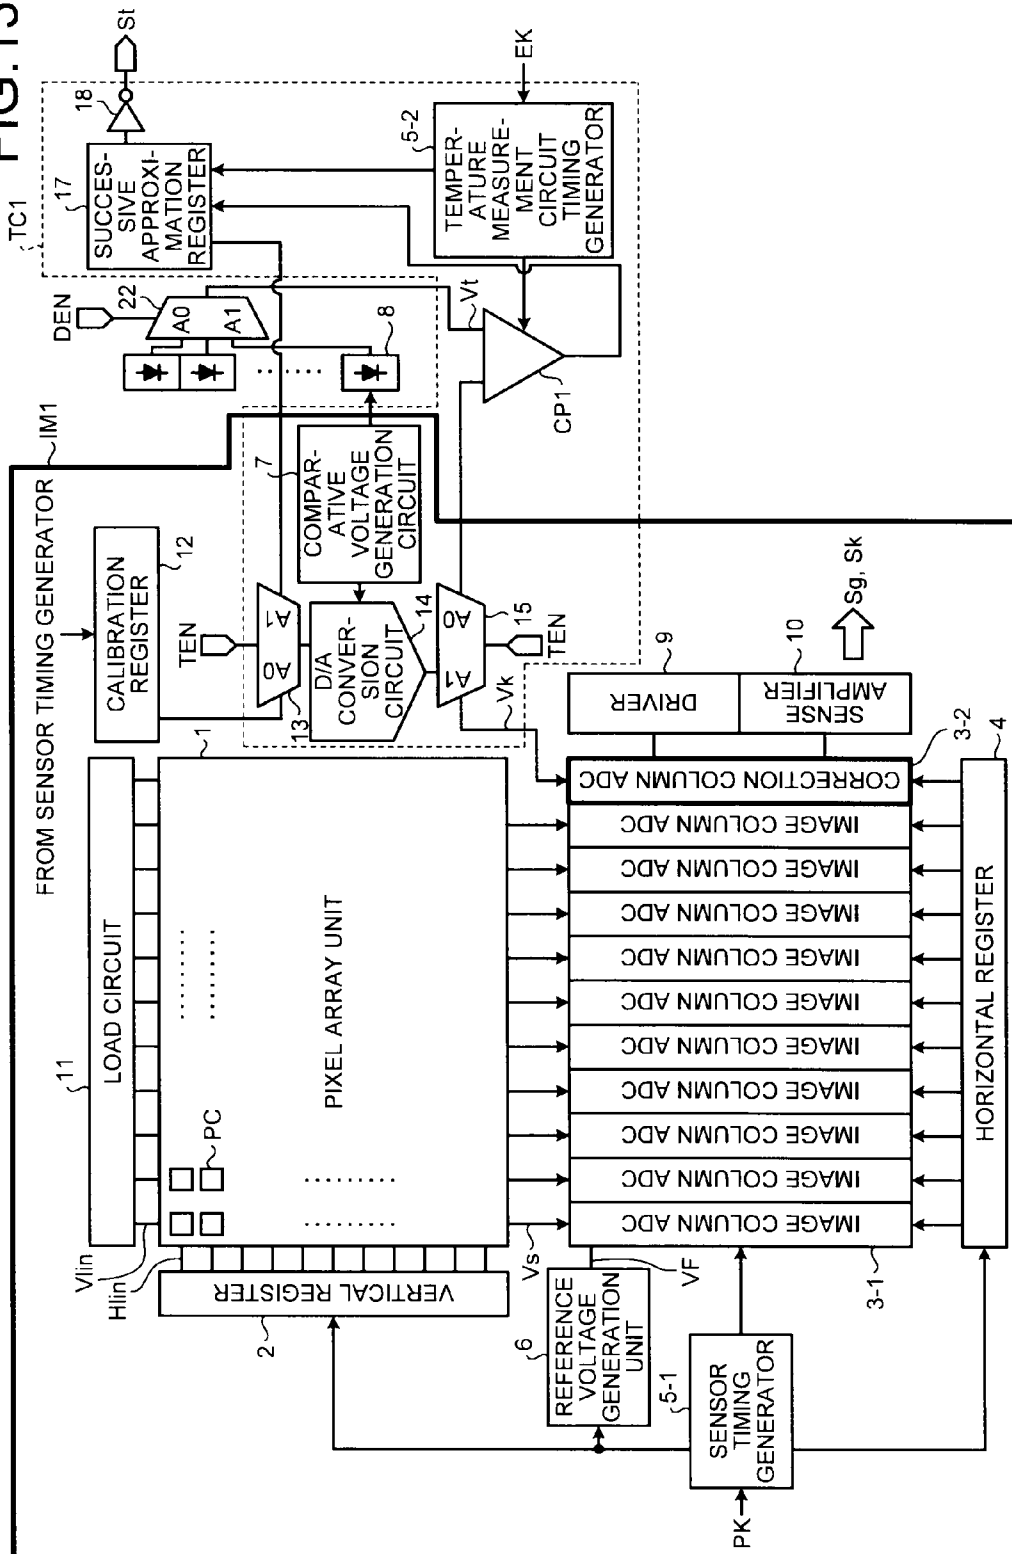 FIG.13
TC1
17
SUCCES-
SIVE
APPROXI-
MATION
REGISTER
18
St
DEN
22
A0
A1
8
5-2
TEMPER-
ATURE
MEASURE-
MENT
CIRCUIT
TIMING
GENERATOR
EK
Vt
CP1
IM1
FROM SENSOR TIMING GENERATOR
CALIBRATION
REGISTER
12
TEN
A0
A1
13
7
COMPAR-
ATIVE
VOLTAGE
GENERATION
CIRCUIT
D/A
CONVER-
SION
CIRCUIT
14
A1
A0
15
TEN
Vk
11
LOAD CIRCUIT
Vlin
Hlin
1
PIXEL ARRAY UNIT
PC
2
VERTICAL REGISTER
Vs
6
REFERENCE
VOLTAGE
GENERATION
UNIT
VF
IMAGE COLUMN ADC
IMAGE COLUMN ADC
IMAGE COLUMN ADC
IMAGE COLUMN ADC
IMAGE COLUMN ADC
IMAGE COLUMN ADC
IMAGE COLUMN ADC
IMAGE COLUMN ADC
IMAGE COLUMN ADC
IMAGE COLUMN ADC
CORRECTION COLUMN ADC
3-1
3-2
DRIVER
9
SENSE
AMPLIFIER
10
Sg, Sk
5-1
SENSOR
TIMING
GENERATOR
PK
HORIZONTAL REGISTER
4